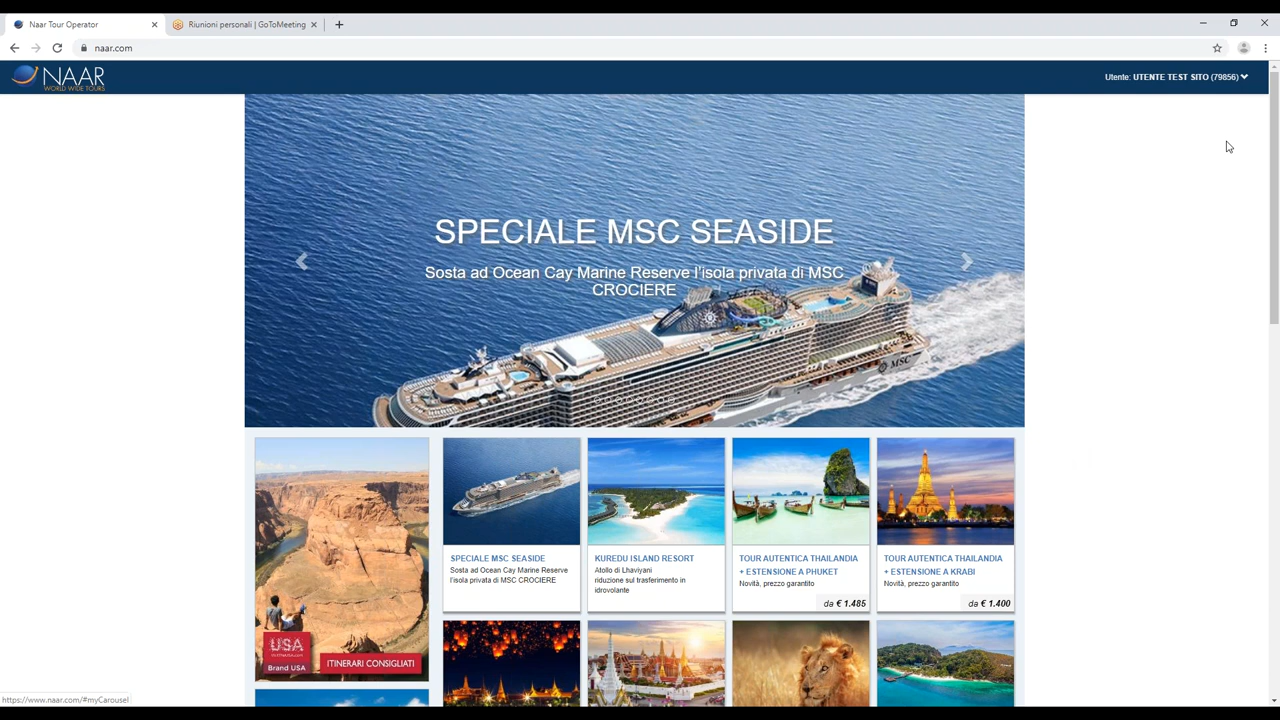 Naar Tour Operator
Riunioni personali | GoToMeeting
naar.com
NAAR
WORLD WIDE TOURS
Utente: UTENTE TEST SITO (79856)
SPECIALE MSC SEASIDE
Sosta ad Ocean Cay Marine Reserve l'isola privata di MSC
CROCIERE
MSC
USA
Brand USA
ITINERARI CONSIGLIATI
SPECIALE MSC SEASIDE
Sosta ad Ocean Cay Marine Reserve
l'isola privata di MSC CROCIERE
KUREDU ISLAND RESORT
Atollo di Lhaviyani
riduzione sul trasferimento in
idrovolante
TOUR AUTENTICA THAILANDIA
+ ESTENSIONE A PHUKET
Novità, prezzo garantito
da € 1.485
TOUR AUTENTICA THAILANDIA
+ ESTENSIONE A KRABI
Novità, prezzo garantito
da € 1.400
https://www.naar.com/#myCarousel